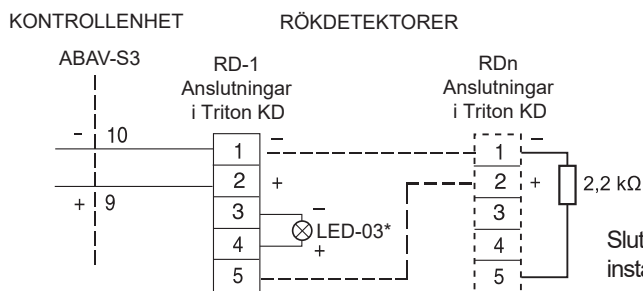 KONTROLLENHET
RÖKDETEKTORER
ABAV-S3
RD-1
Anslutningar
i Triton KD
RDn
Anslutningar
i Triton KD
- 10
+ 9
1 −
2 +
3 −
4 +
5
LED-03*
1 −
2 +
3
4
5
2,2 kΩ
Slut
insta